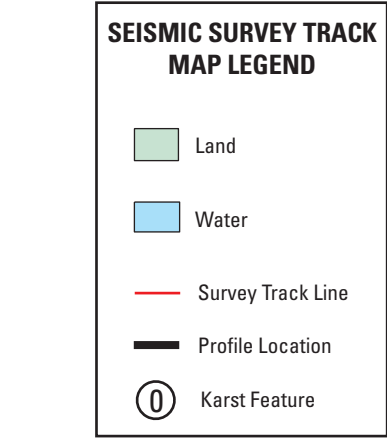 SEISMIC SURVEY TRACK
MAP LEGEND
Land
Water
Survey Track Line
Profile Location
0 Karst Feature